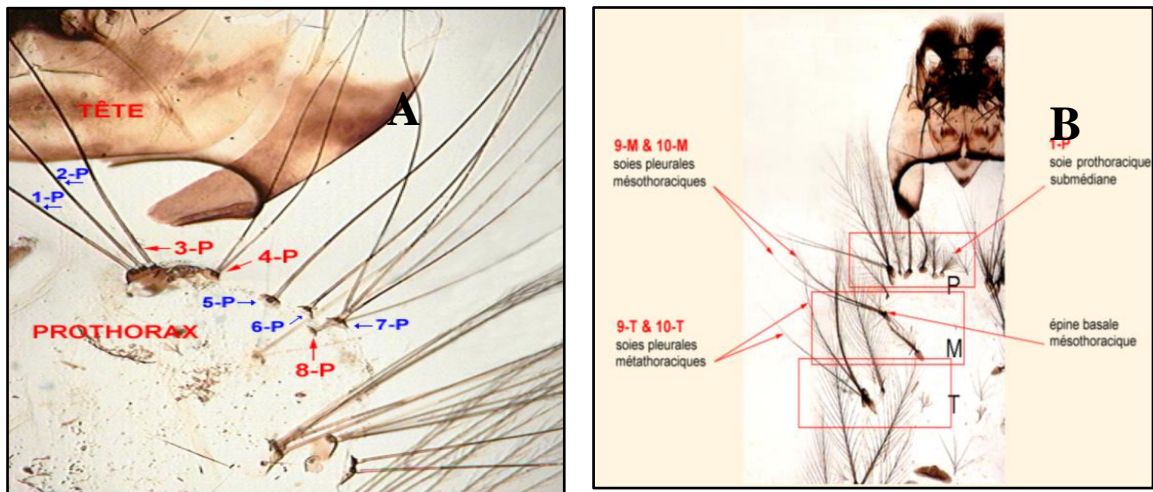 A
TÊTE
2-P
1-P
3-P
4-P
5-P
6-P
7-P
PROTHORAX
8-P
B
9-M & 10-M
soies pleurales
mésothoraciques
1-P
soie prothoracique
submédiane
P
9-T & 10-T
soies pleurales
métathoraciques
épine basale
mésothoracique
M
T